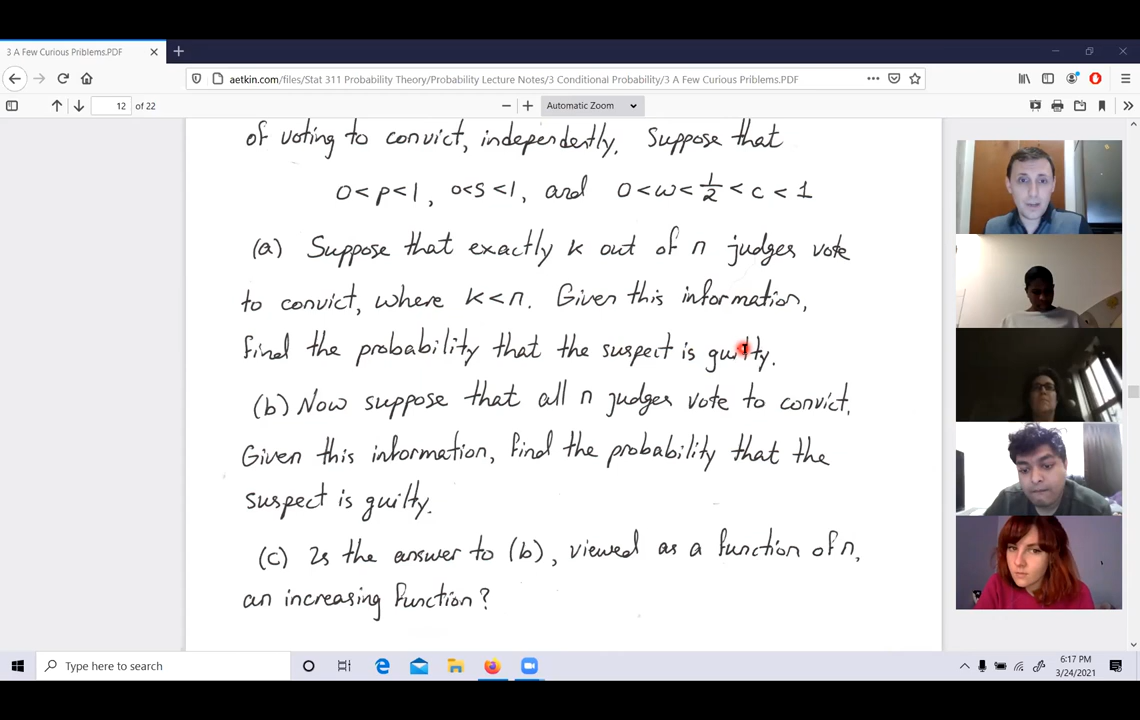 3 A Few Curious Priblems.PDF
aetkin.com/files/Stat 311 Probability Theory/Probability Lecture Notes/3 Conditional Probability/3 A Few Curious Priblems.PDF
12 of 22
Automatic Zoom
of voting to convict, independently. Suppose that
0<p<1, 0<s<1, and 0<w<1/2<c<1
(a) Suppose that exactly k out of n judges vote
to convict, where k<n. Given this information,
find the probability that the suspect is guilty.
(b) Now suppose that all n judges vote to convict.
Given this information, find the probability that the
suspect is guilty.
(c) Is the answer to (b), viewed as a function of n,
an increasing function?
Type here to search
6:17 PM
3/24/2021